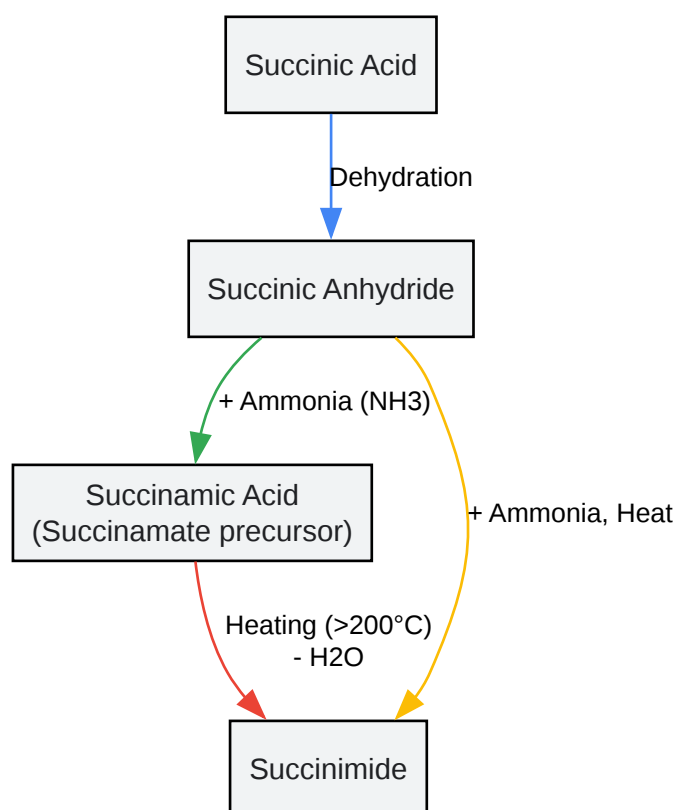 Succinic Acid
Dehydration
Succinic Anhydride
+ Ammonia (NH3)
Succinamic Acid
(Succinamate precursor)
+ Ammonia, Heat
Heating (>200°C)
- H2O
Succinimide